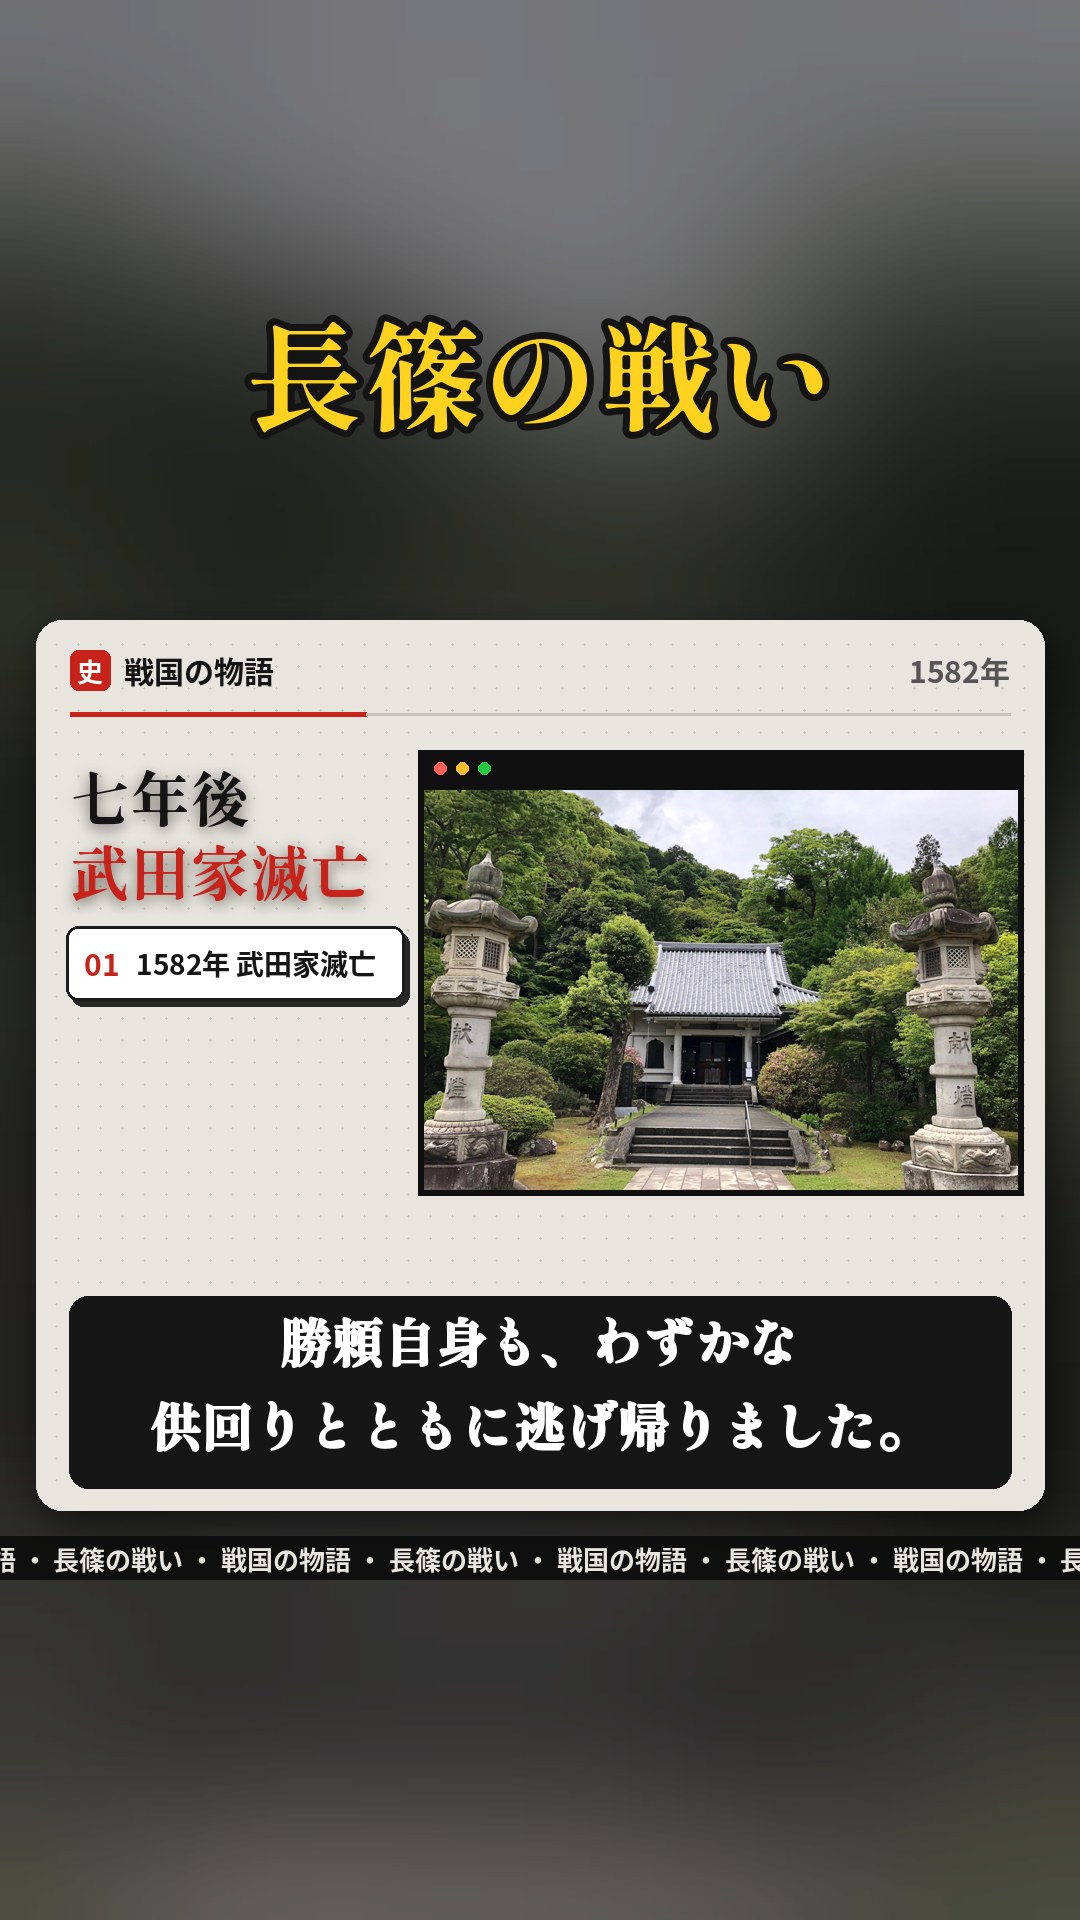 長篠の戦い
史 戦国の物語
1582年
七年後
武田家滅亡
01 1582年 武田家滅亡
献燈
献燈
勝頼自身も、わずかな
供回りとともに逃げ帰りました。
語 ・ 長篠の戦い ・ 戦国の物語 ・ 長篠の戦い ・ 戦国の物語 ・ 長篠の戦い ・ 戦国の物語 ・ 長